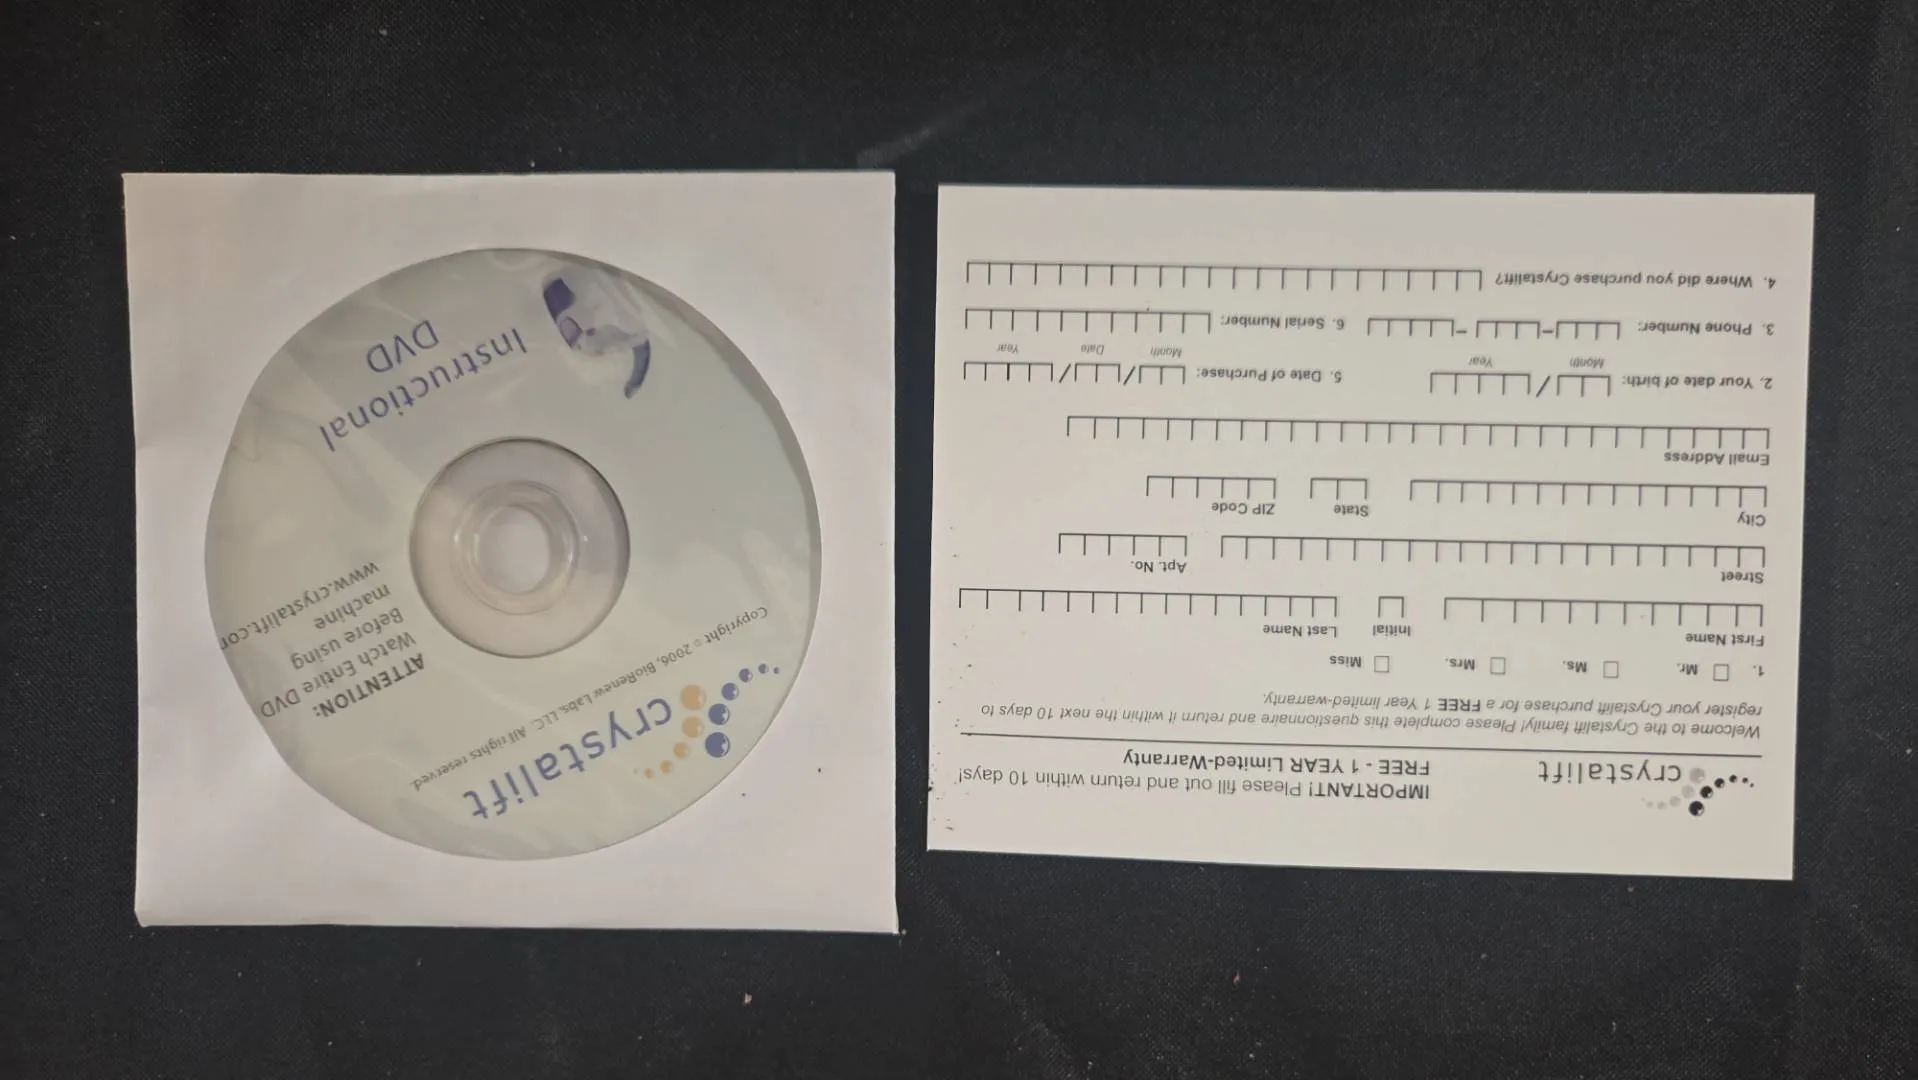 crystalift
Copyright © 2006, BioRenew Labs, LLC. All rights reserved.
ATTENTION:
Watch Entire DVD
Before using
machine
www.crystalift.com
Instructional
DVD
crystalift
IMPORTANT! Please fill out and return within 10 days!
FREE - 1 YEAR Limited-Warranty
Welcome to the Crystalift family! Please complete this questionnaire and return it within the next 10 days to
register your Crystalift purchase for a FREE 1 Year limited-warranty.
1. Mr. Ms. Mrs. Miss
First Name Initial Last Name
Street Apt. No.
City State ZIP Code
Email Address
2. Your date of birth: / 5. Date of Purchase: / /
Month Year Month Date Year
3. Phone Number: - - 6. Serial Number:
4. Where did you purchase Crystalift?